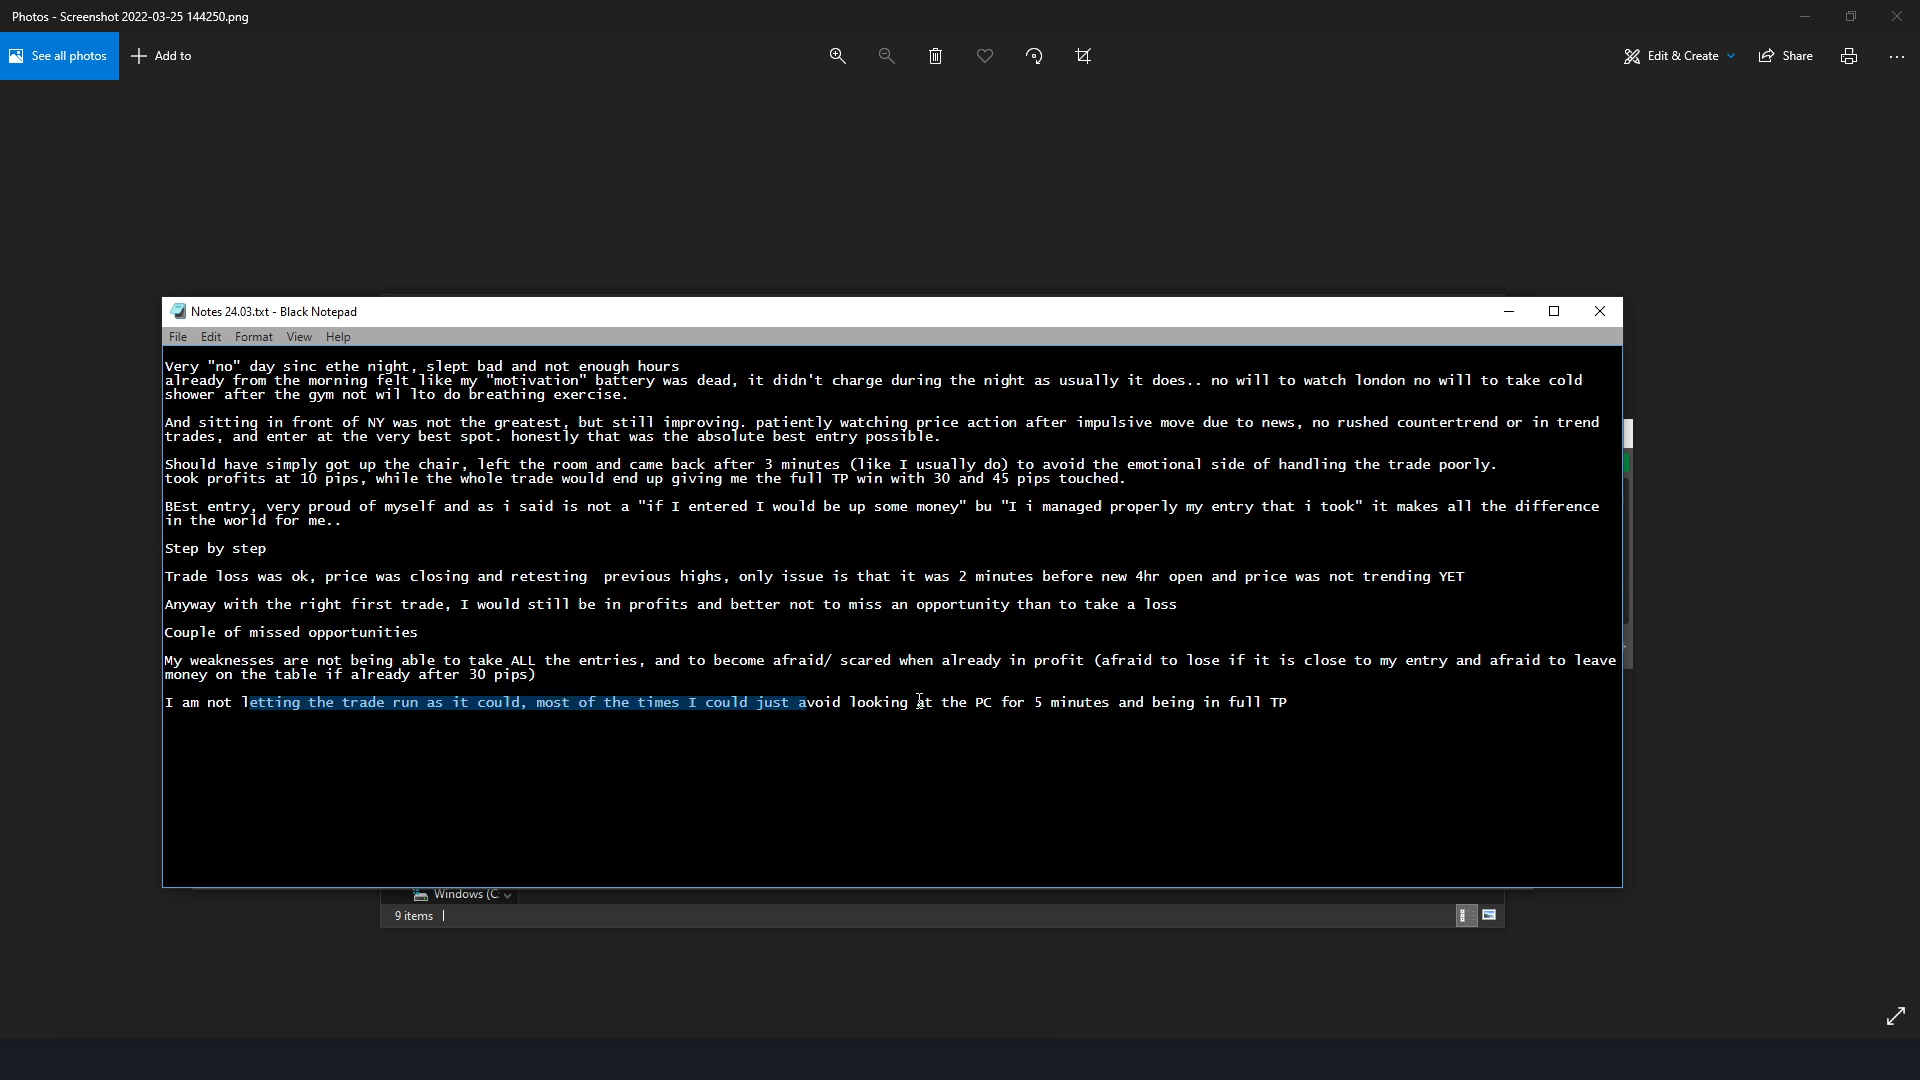 Photos - Screenshot 2022-03-25 144250.png
See all photos
Add to
Edit & Create
Share
Notes 24.03.txt - Black Notepad
File Edit Format View Help
Very "no" day sinc ethe night, slept bad and not enough hours
already from the morning felt like my "motivation" battery was dead, it didn't charge during the night as usually it does.. no will to watch london no will to take cold
shower after the gym not wil lto do breathing exercise.
And sitting in front of NY was not the greatest, but still improving. patiently watching price action after impulsive move due to news, no rushed countertrend or in trend
trades, and enter at the very best spot. honestly that was the absolute best entry possible.
Should have simply got up the chair, left the room and came back after 3 minutes (like I usually do) to avoid the emotional side of handling the trade poorly.
took profits at 10 pips, while the whole trade would end up giving me the full TP win with 30 and 45 pips touched.
BEst entry, very proud of myself and as i said is not a "if I entered I would be up some money" bu "I i managed properly my entry that i took" it makes all the difference
in the world for me..
Step by step
Trade loss was ok, price was closing and retesting  previous highs, only issue is that it was 2 minutes before new 4hr open and price was not trending YET
Anyway with the right first trade, I would still be in profits and better not to miss an opportunity than to take a loss
Couple of missed opportunities
My weaknesses are not being able to take ALL the entries, and to become afraid/ scared when already in profit (afraid to lose if it is close to my entry and afraid to leave
money on the table if already after 30 pips)
I am not letting the trade run as it could, most of the times I could just avoid looking at the PC for 5 minutes and being in full TP
Windows (C:
9 items